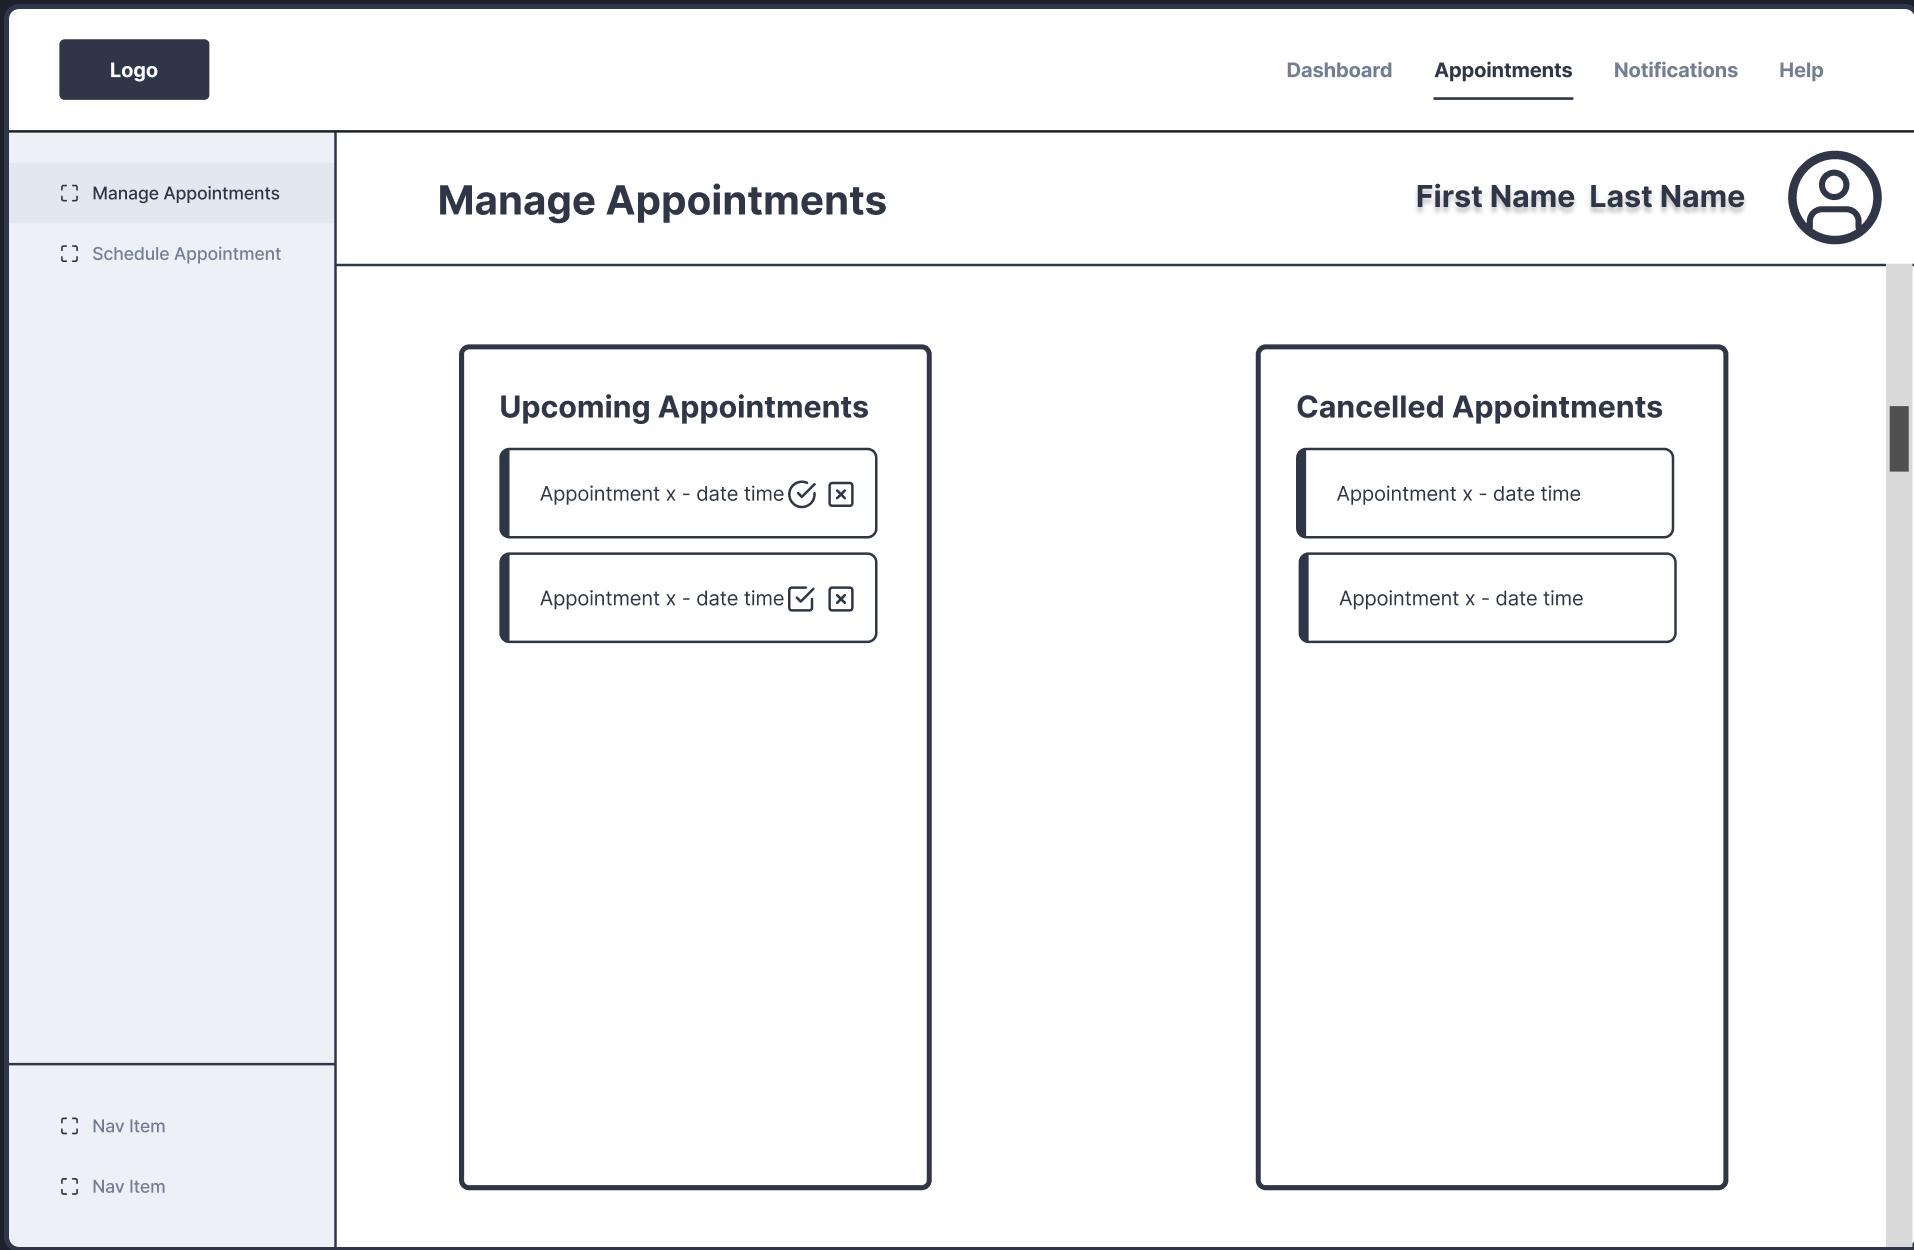 Logo
Dashboard Appointments Notifications Help
Manage Appointments
Schedule Appointment
Manage Appointments
First Name Last Name
Upcoming Appointments
Appointment x - date time
Appointment x - date time
Cancelled Appointments
Appointment x - date time
Appointment x - date time
Nav Item
Nav Item